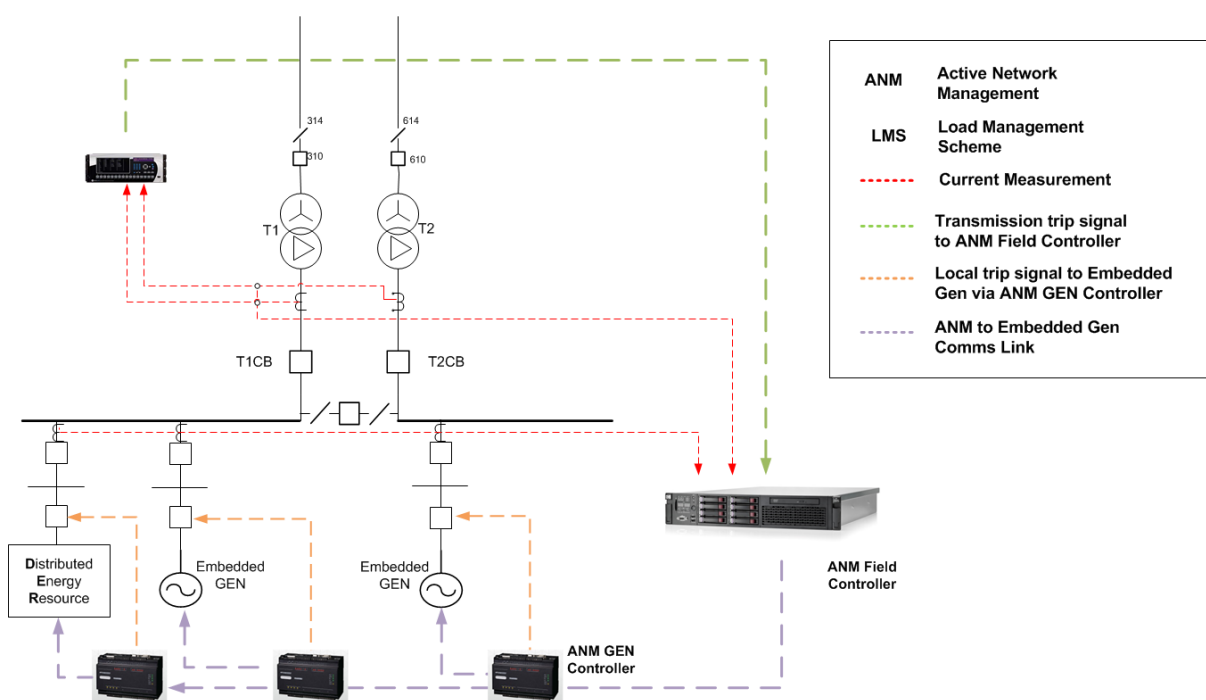 314
614
310
610
T1
T2
T1CB
T2CB
Distributed
Energy
Resource
Embedded
GEN
Embedded
GEN
ANM GEN
Controller
ANM Field
Controller
ANM
Active Network
Management
LMS
Load Management
Scheme
Current Measurement
Transmission trip signal
to ANM Field Controller
Local trip signal to Embedded
Gen via ANM GEN Controller
ANM to Embedded Gen
Comms Link